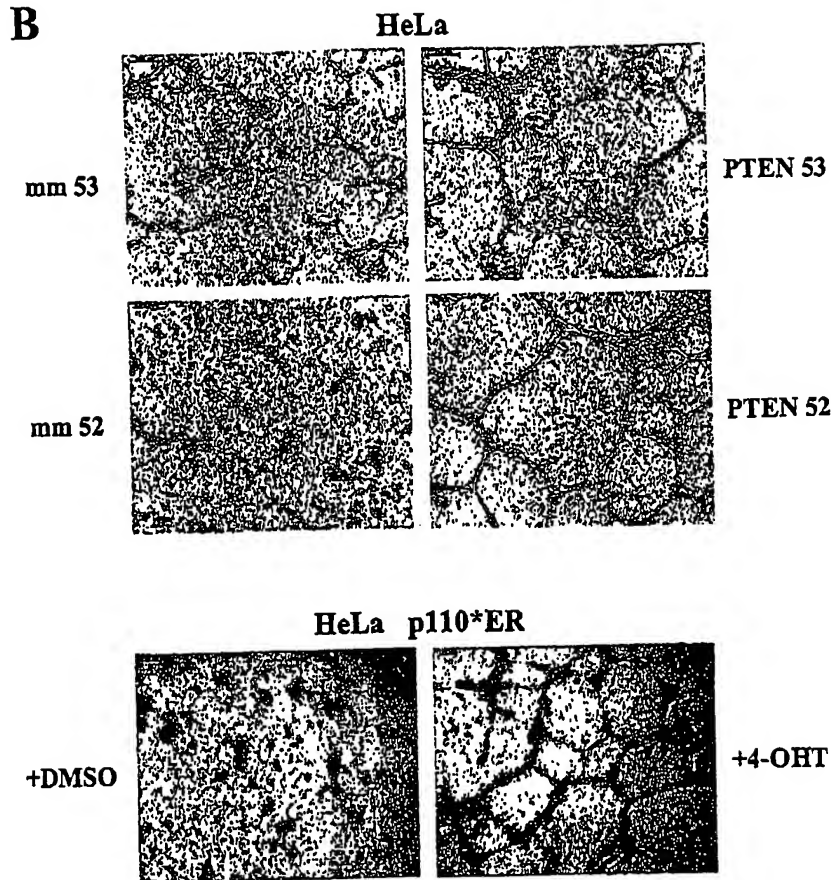 B
HeLa
mm 53
PTEN 53
mm 52
PTEN 52
HeLa p110*ER
+DMSO
+4-OHT